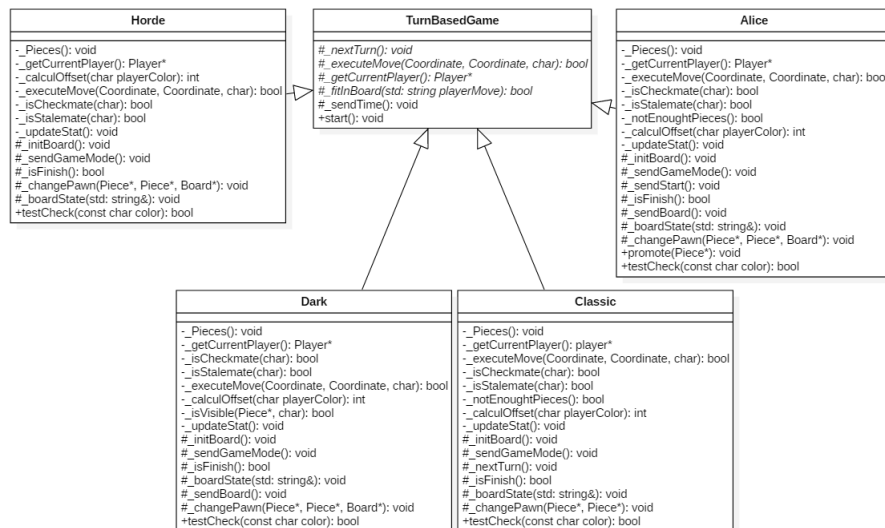 Horde
-_Pieces(): void
-_getCurrentPlayer(): Player*
-_calculOffset(char playerColor): int
-_executeMove(Coordinate, Coordinate, char): bool
-_isCheckmate(char): bool
-_isStalemate(char): bool
-_updateStat(): void
#_initBoard(): void
#_sendGameMode(): void
#_isFinish(): bool
#_changePawn(Piece*, Piece*, Board*): void
#_boardState(std: string&): void
+testCheck(const char color): bool
TurnBasedGame
#_nextTurn(): void
#_executeMove(Coordinate, Coordinate, char): bool
#_getCurrentPlayer(): Player*
#_fitInBoard(std: string playerMove): bool
#_sendTime(): void
+start(): void
Alice
-_Pieces(): void
-_getCurrentPlayer(): Player*
-_executeMove(Coordinate, Coordinate, char): bool
-_isCheckmate(char): bool
-_isStalemate(char): bool
-_notEnoughtPieces(): bool
-_calculOffset(char playerColor): int
-_updateStat(): void
#_initBoard(): void
#_sendGameMode(): void
#_sendStart(): void
#_isFinish(): bool
#_sendBoard(): void
#_boardState(std: string&): void
#_changePawn(Piece*, Piece*, Board*): void
+promote(Piece*): void
+testCheck(const char color): bool
Dark
-_Pieces(): void
-_getCurrentPlayer(): Player*
-_isCheckmate(char): bool
-_isStalemate(char): bool
-_executeMove(Coordinate, Coordinate, char): bool
-_calculOffset(char playerColor): int
-_isVisible(Piece*, char): bool
-_updateStat(): void
#_initBoard(): void
#_sendGameMode(): void
#_isFinish(): bool
#_boardState(std: string&): void
#_sendBoard(): void
#_changePawn(Piece*, Piece*, Board*): void
+testCheck(const char color): bool
Classic
-_Pieces(): void
-_getCurrentPlayer(): player*
-_executeMove(Coordinate, Coordinate, char): bool
-_isCheckmate(char): bool
-_isStalemate(char): bool
-_notEnoughtPieces(): bool
-_calculOffset(char playerColor): int
-_updateStat(): void
#_initBoard(): void
#_sendGameMode(): void
#_nextTurn(): void
#_isFinish(): bool
#_boardState(std: string&): void
#_changePawn(Piece*, Piece*): void
+testCheck(const char color): bool